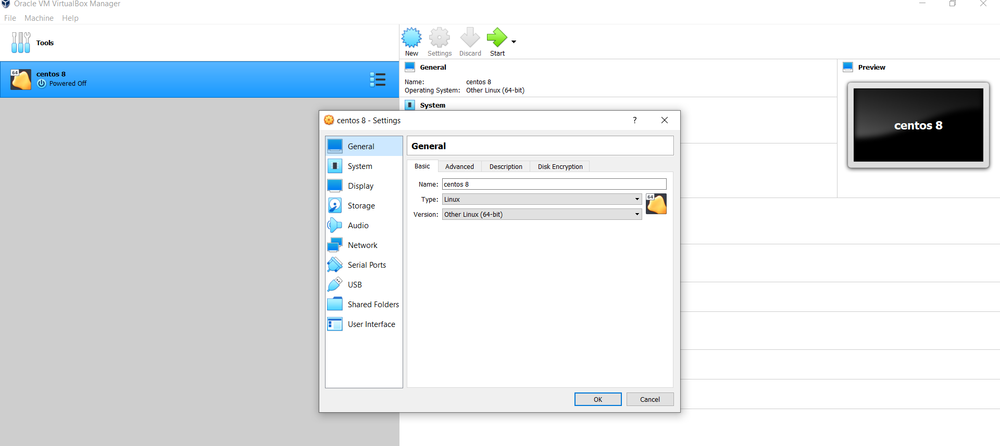 Oracle VM VirtualBox Manager
File Machine Help
Tools
64
centos 8
Powered Off
New Settings Discard Start
General
Name: centos 8
Operating System: Other Linux (64-bit)
System
Preview
centos 8
centos 8 - Settings
?
General
System
Display
Storage
Audio
Network
Serial Ports
USB
Shared Folders
User Interface
General
Basic Advanced Description Disk Encryption
Name: centos 8
Type: Linux
64
Version: Other Linux (64-bit)
OK Cancel